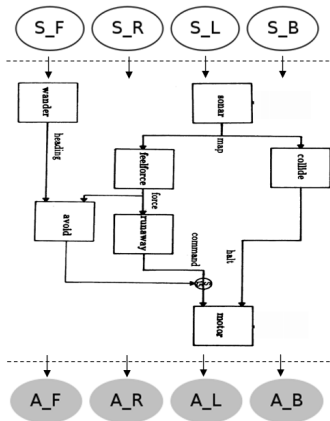 S_F
S_R
S_L
S_B
wander
sonar
heading
map
feelforce
collide
force
avoid
runaway
command
halt
S
motor
A_F
A_R
A_L
A_B